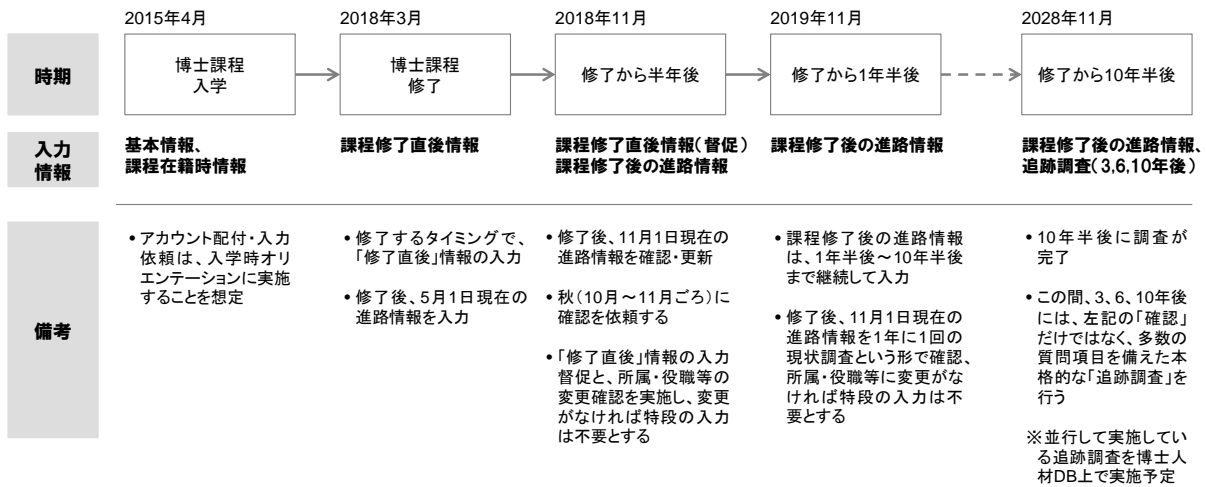 2015年4月
2018年3月
2018年11月
2019年11月
2028年11月
時期
博士課程
入学
博士課程
修了
修了から半年後
修了から1年半後
修了から10年半後
入力
情報
基本情報、
課程在籍時情報
課程修了直後情報
課程修了直後情報(督促)
課程修了後の進路情報
課程修了後の進路情報
課程修了後の進路情報、
追跡調査(3,6,10年後)
備考
•アカウント配付・入力
依頼は、入学時オリ
エンテーションに実施
することを想定
•修了するタイミングで、
「修了直後」情報の入力
•修了後、5月1日現在の
進路情報を入力
•修了後、11月1日現在の
進路情報を確認・更新
•秋(10月～11月ごろ)に
確認を依頼する
•「修了直後」情報の入力
督促と、所属・役職等の
変更確認を実施し、変更
がなければ特段の入力
は不要とする
•課程修了後の進路情報
は、1年半後～10年半後
まで継続して入力
•修了後、11月1日現在の
進路情報を1年に1回の
現状調査という形で確認、
所属・役職等に変更がな
ければ特段の入力は不
要とする
•10年半後に調査が
完了
•この間、3、6、10年後
には、左記の「確認」
だけではなく、多数の
質問項目を備えた本
格的な「追跡調査」を
行う
※並行して実施してい
る追跡調査を博士人
材DB上で実施予定